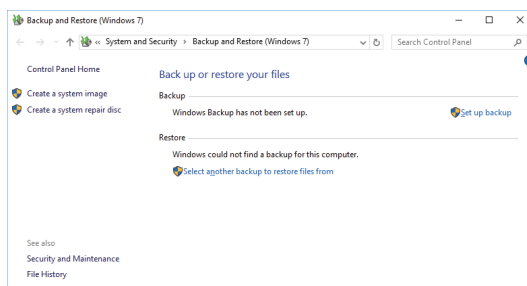 Backup and Restore (Windows 7)
« System and Security › Backup and Restore (Windows 7)
Search Control Panel
Control Panel Home
Create a system image
Create a system repair disc
Back up or restore your files
Backup
Windows Backup has not been set up.
Set up backup
Restore
Windows could not find a backup for this computer.
Select another backup to restore files from
See also
Security and Maintenance
File History